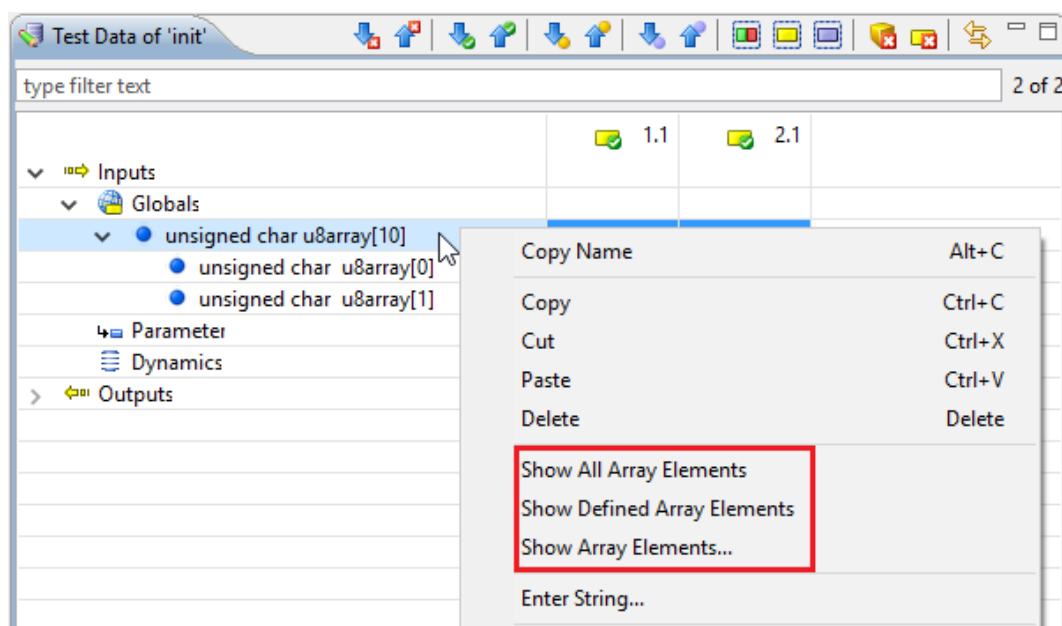 Test Data of 'init'
type filter text
2 of 2
1.1 2.1
Inputs
Globals
unsigned char u8array[10]
unsigned char u8array[0]
unsigned char u8array[1]
Parameter
Dynamics
Outputs
Copy Name Alt+C
Copy Ctrl+C
Cut Ctrl+X
Paste Ctrl+V
Delete Delete
Show All Array Elements
Show Defined Array Elements
Show Array Elements...
Enter String...